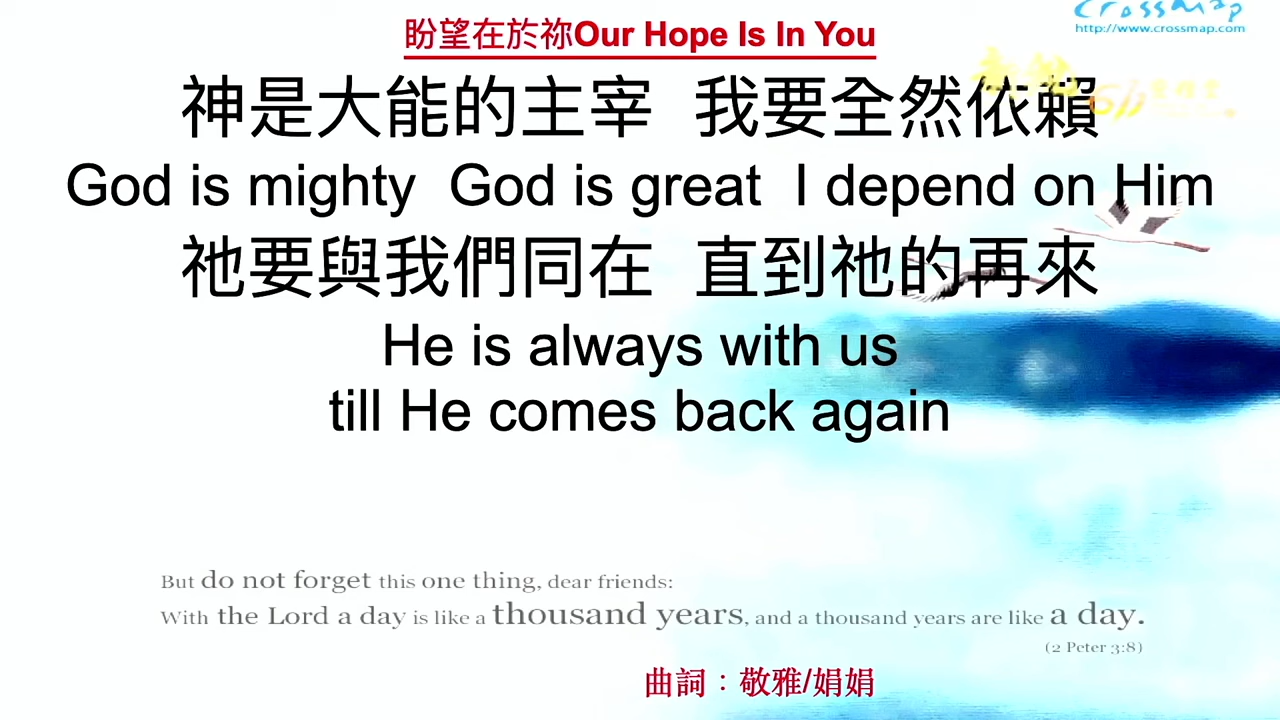 crossmap
http://www.crossmap.com
盼望在於祢Our Hope Is In You
神是大能的主宰 我要全然依賴
God is mighty God is great I depend on Him
祂要與我們同在 直到祂的再來
He is always with us
till He comes back again
But do not forget this one thing, dear friends:
With the Lord a day is like a thousand years, and a thousand years are like a day.
(2 Peter 3:8)
曲詞：敬雅/娟娟